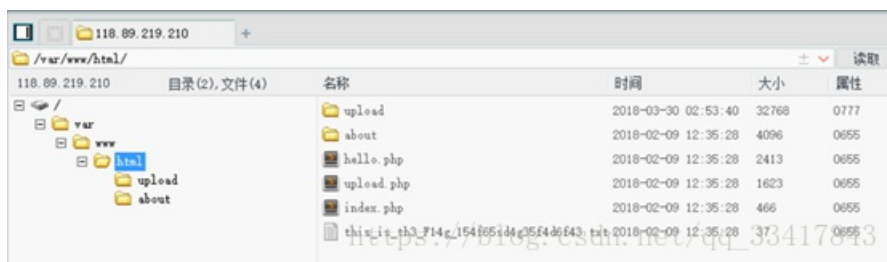 118.89.219.210 +
/var/www/html/ 读取
118.89.219.210 目录(2),文件(4) 名称 时间 大小 属性
/
var
www
html
upload
about
upload 2018-03-30 02:53:40 32768 0777
about 2018-02-09 12:35:28 4096 0655
hello.php 2018-02-09 12:35:28 2413 0655
upload.php 2018-02-09 12:35:28 1623 0655
index.php 2018-02-09 12:35:28 466 0655
this_is_th3_F14g_154f65sd4g35f4d6f43.txt 2018-02-09 12:35:28 37 0655
https://blog.csdn.net/qq_33417843